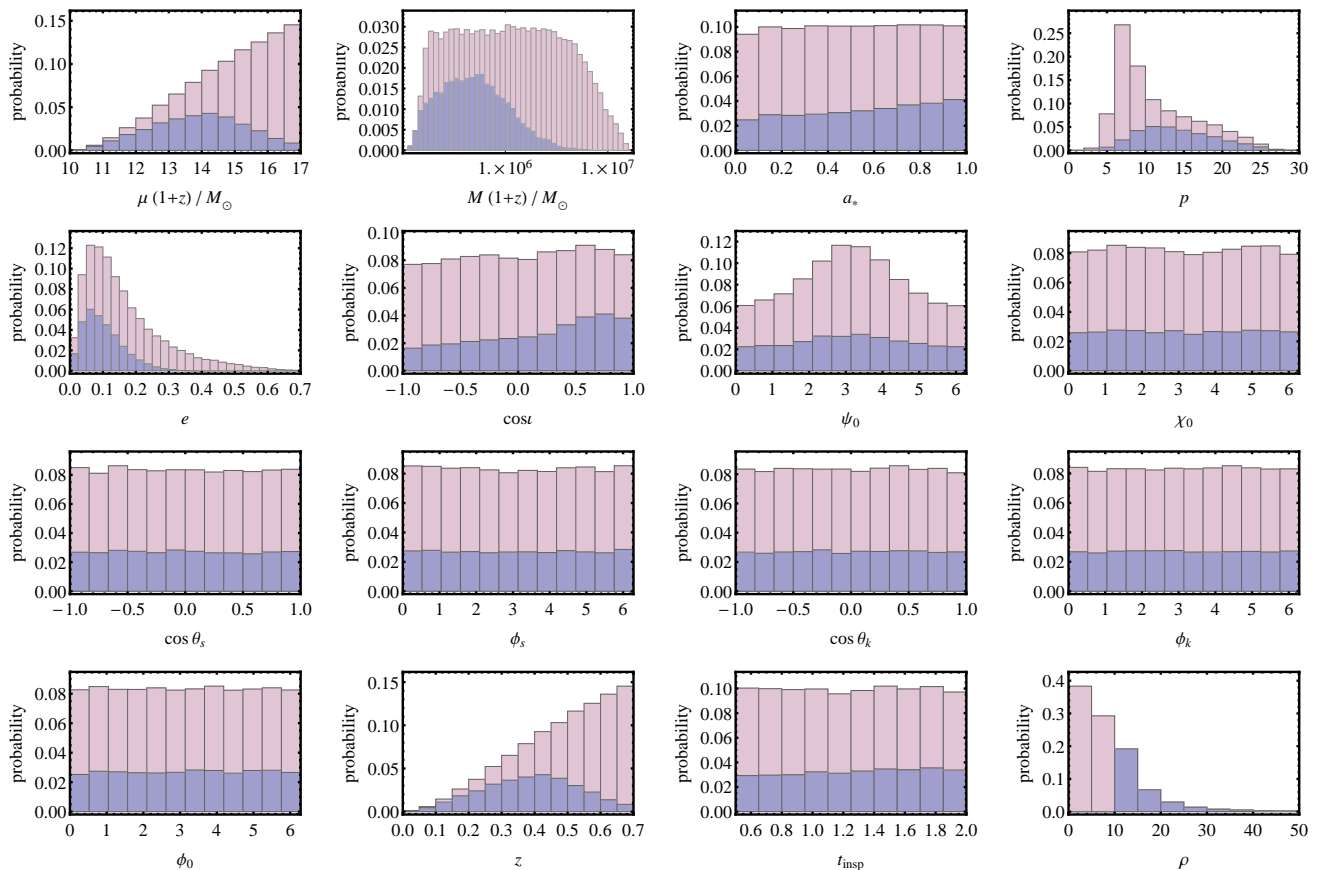 probability 0.00 0.05 0.10 0.15 10 11 12 13 14 15 16 17 μ (1+z) / M⊙
probability 0.000 0.005 0.010 0.015 0.020 0.025 0.030 1.×10⁶ 1.×10⁷ M (1+z) / M⊙
probability 0.00 0.02 0.04 0.06 0.08 0.10 0.0 0.2 0.4 0.6 0.8 1.0 a*
probability 0.00 0.05 0.10 0.15 0.20 0.25 0 5 10 15 20 25 30 p
probability 0.00 0.02 0.04 0.06 0.08 0.10 0.12 0.0 0.1 0.2 0.3 0.4 0.5 0.6 0.7 e
probability 0.00 0.02 0.04 0.06 0.08 0.10 −1.0 −0.5 0.0 0.5 1.0 cosι
probability 0.00 0.02 0.04 0.06 0.08 0.10 0.12 0 1 2 3 4 5 6 ψ₀
probability 0.00 0.02 0.04 0.06 0.08 0 1 2 3 4 5 6 χ₀
probability 0.00 0.02 0.04 0.06 0.08 −1.0 −0.5 0.0 0.5 1.0 cos θₛ
probability 0.00 0.02 0.04 0.06 0.08 0 1 2 3 4 5 6 ϕₛ
probability 0.00 0.02 0.04 0.06 0.08 −1.0 −0.5 0.0 0.5 1.0 cos θₖ
probability 0.00 0.02 0.04 0.06 0.08 0 1 2 3 4 5 6 ϕₖ
probability 0.00 0.02 0.04 0.06 0.08 0 1 2 3 4 5 6 ϕ₀
probability 0.00 0.05 0.10 0.15 0.0 0.1 0.2 0.3 0.4 0.5 0.6 0.7 z
probability 0.00 0.02 0.04 0.06 0.08 0.10 0.6 0.8 1.0 1.2 1.4 1.6 1.8 2.0 t_insp
probability 0.0 0.1 0.2 0.3 0.4 0 10 20 30 40 50 ρ